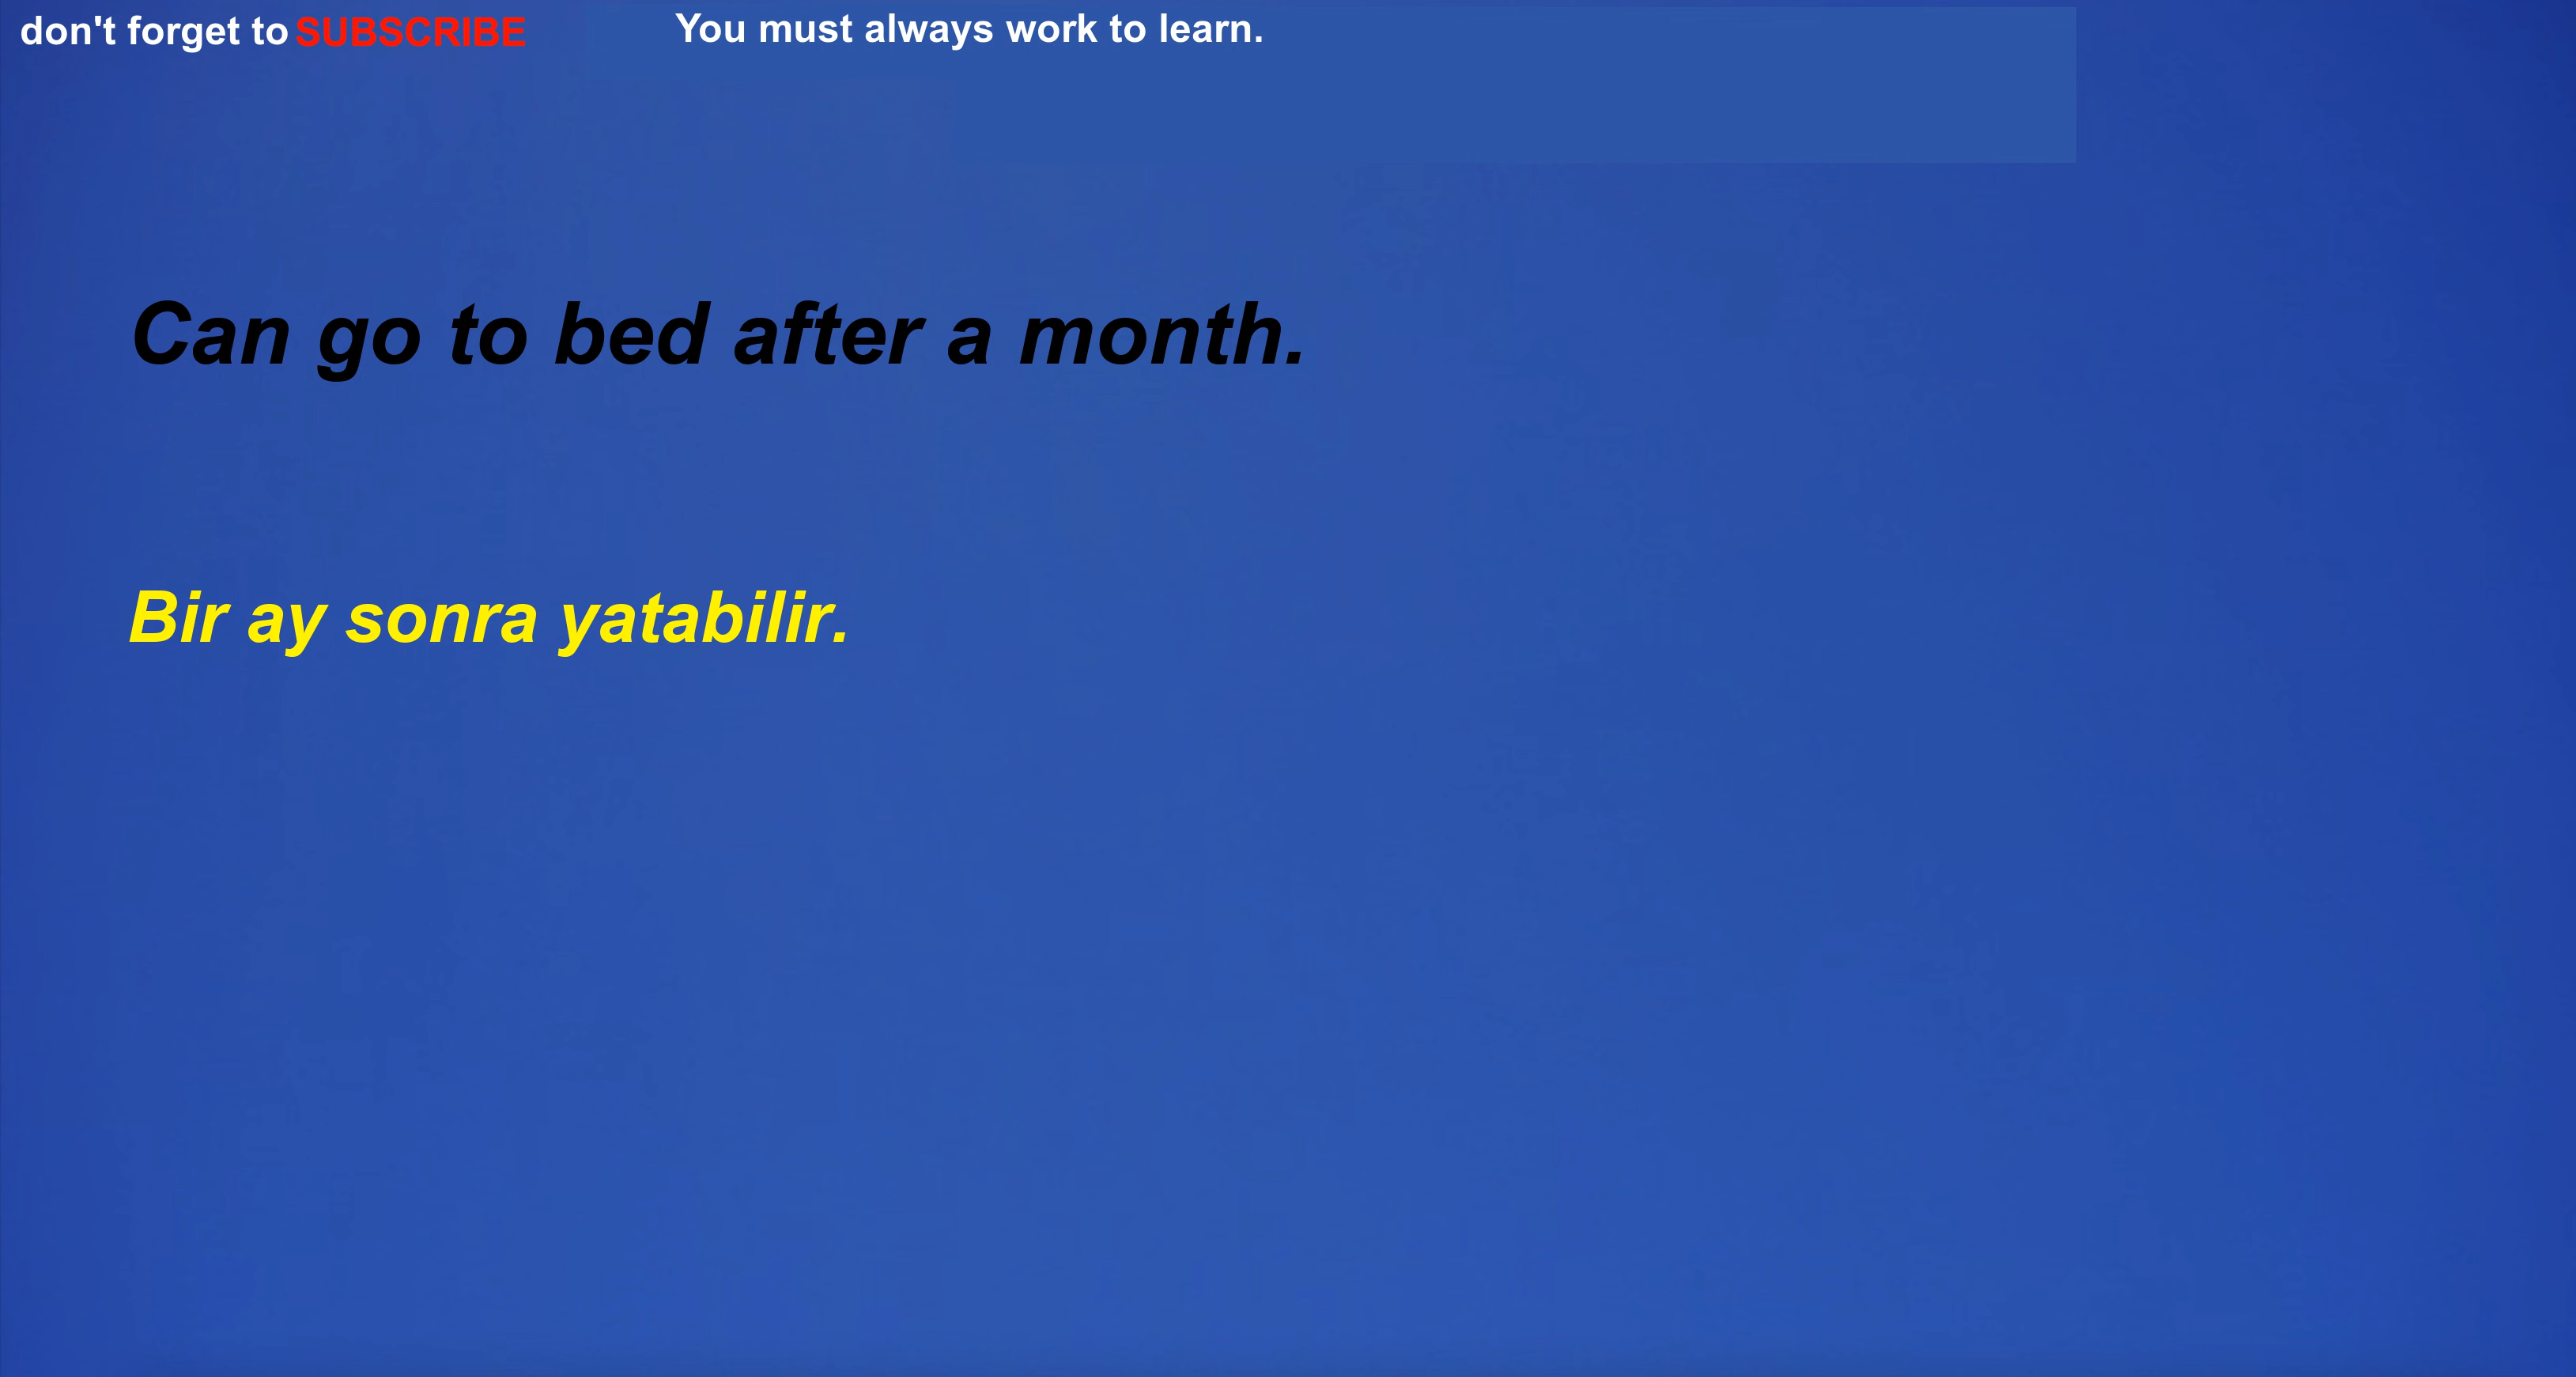 don't forget to SUBSCRIBE
You must always work to learn.
Can go to bed after a month.
Bir ay sonra yatabilir.